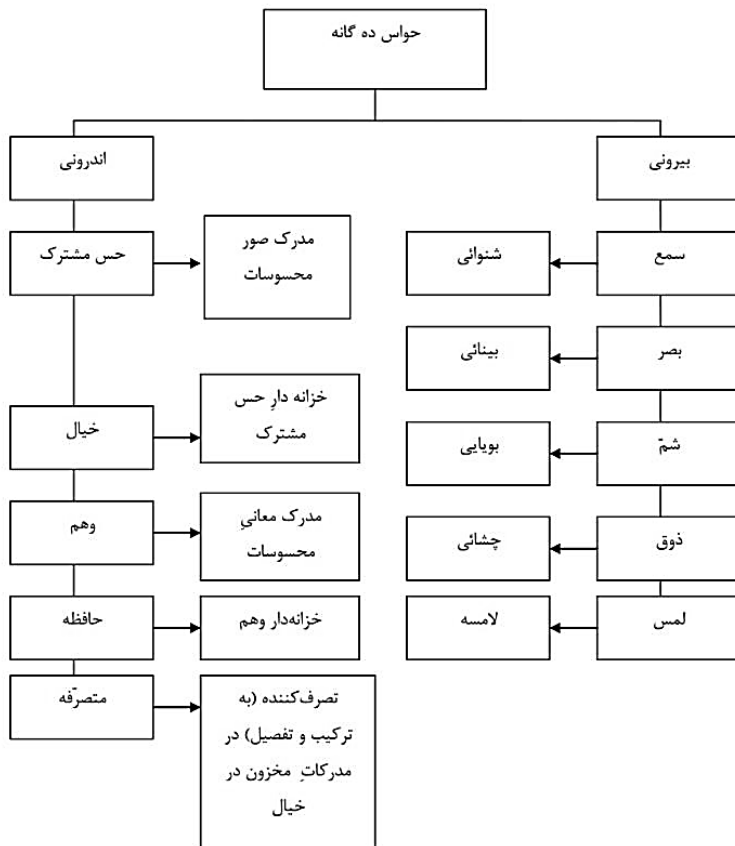 حواس ده گانه
بیرونی
اندرونی
سمع
شنوائی
بصر
بینائی
شمّ
بویایی
ذوق
چشائی
لمس
لامسه
حس مشترک
مدرک صور
محسوسات
خیال
خزانه دارِ حس
مشترک
وهم
مدرک معانیِ
محسوسات
حافظه
خزانه‌دار وهم
متصرّفه
تصرف‌کننده (به
ترکیب و تفصیل) در
مدرکاتِ مخزون در
خیال